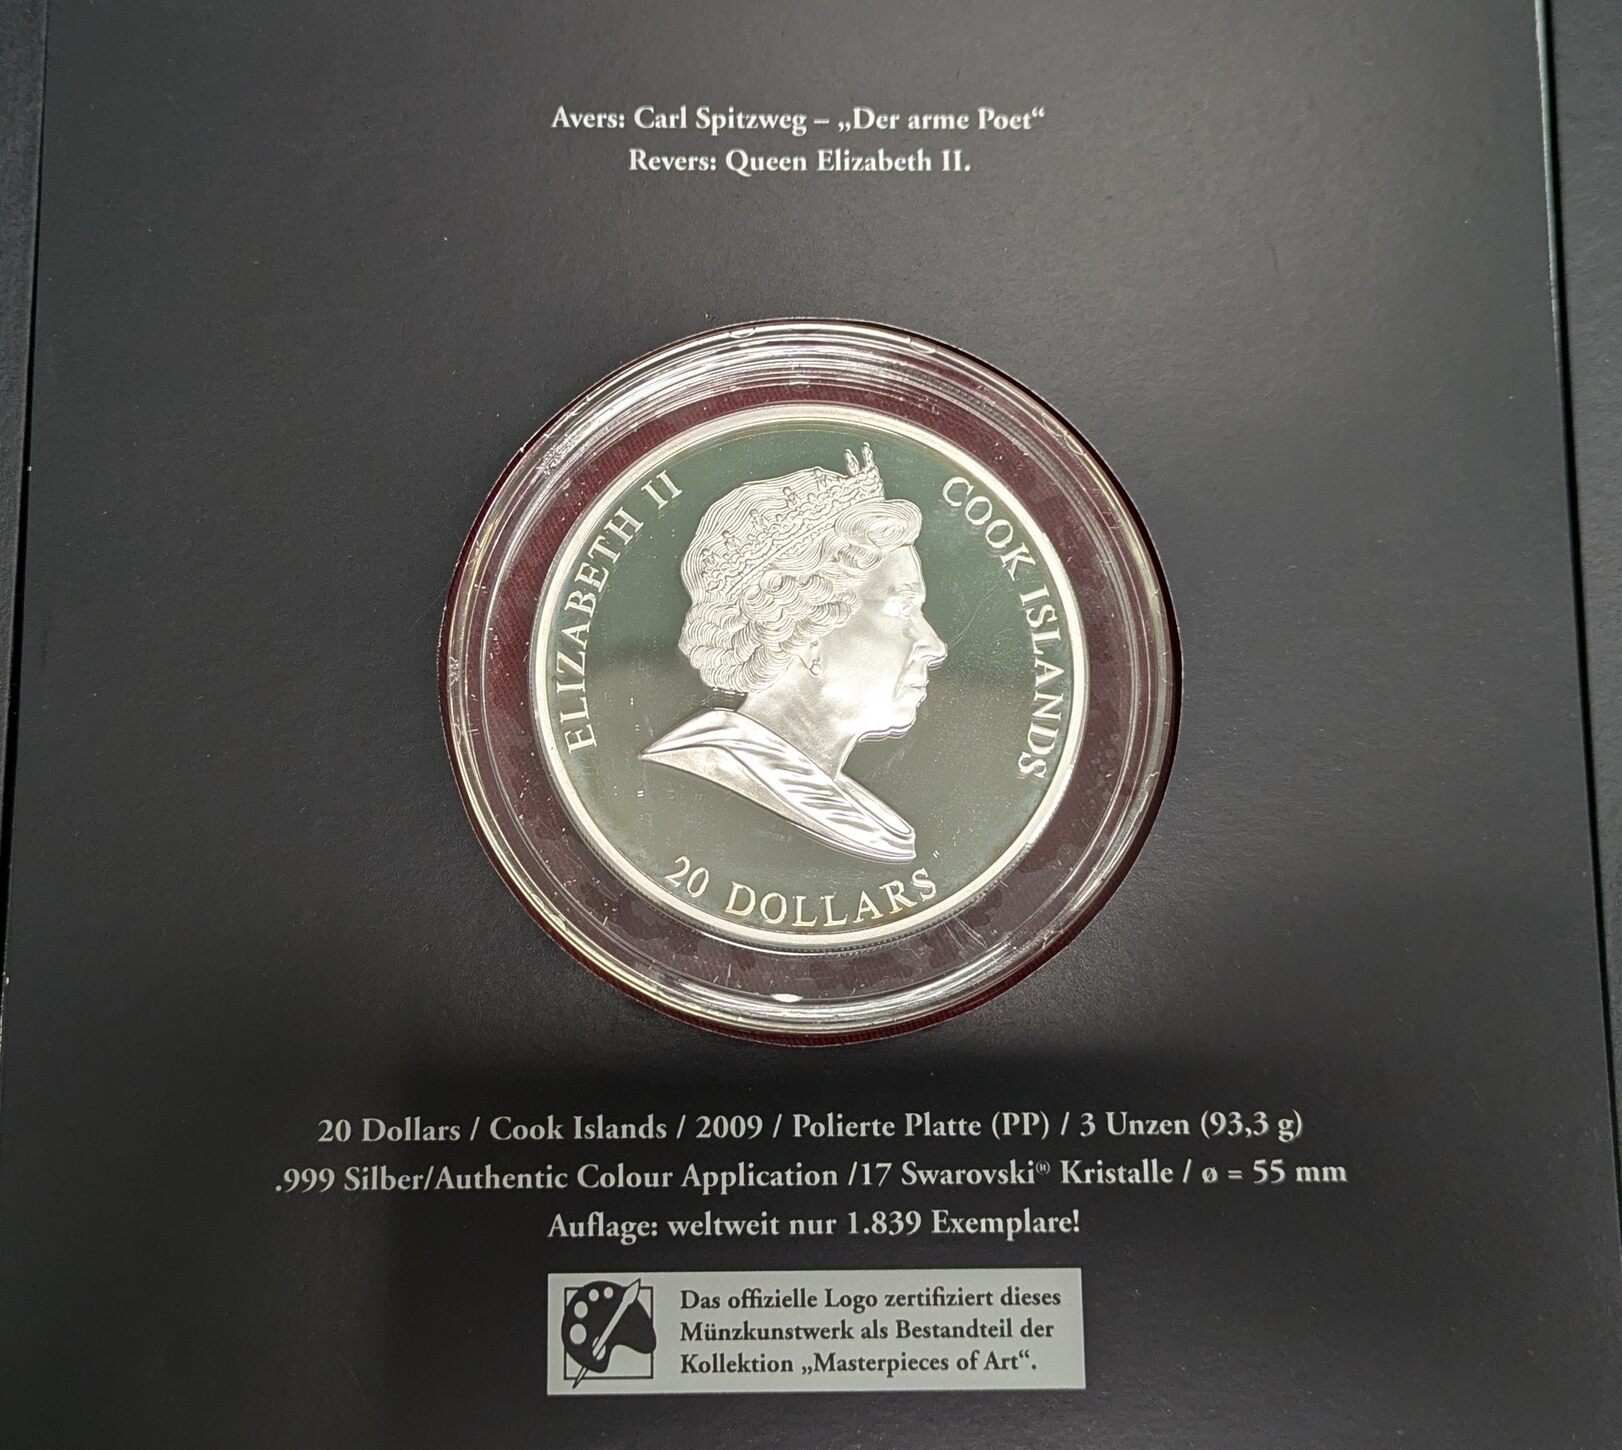 Avers: Carl Spitzweg – „Der arme Poet“
Revers: Queen Elizabeth II.
ELIZABETH II
COOK ISLANDS
20 DOLLARS
20 Dollars / Cook Islands / 2009 / Polierte Platte (PP) / 3 Unzen (93,3 g)
.999 Silber/Authentic Colour Application /17 Swarovski® Kristalle / ø = 55 mm
Auflage: weltweit nur 1.839 Exemplare!
Das offizielle Logo zertifiziert dieses
Münzkunstwerk als Bestandteil der
Kollektion „Masterpieces of Art“.